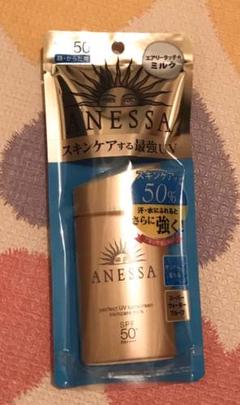 50
顔・からだ用
エアリータッチの
ミルク
ANESSA
スキンケアする最強UV
スキンケア
50%
汗・水にふれると
さらに強く!
ANESSA
perfect UV sunscreen
skincare milk
SPF
50+
PA++++
スーパー
ウォーター
プルーフ